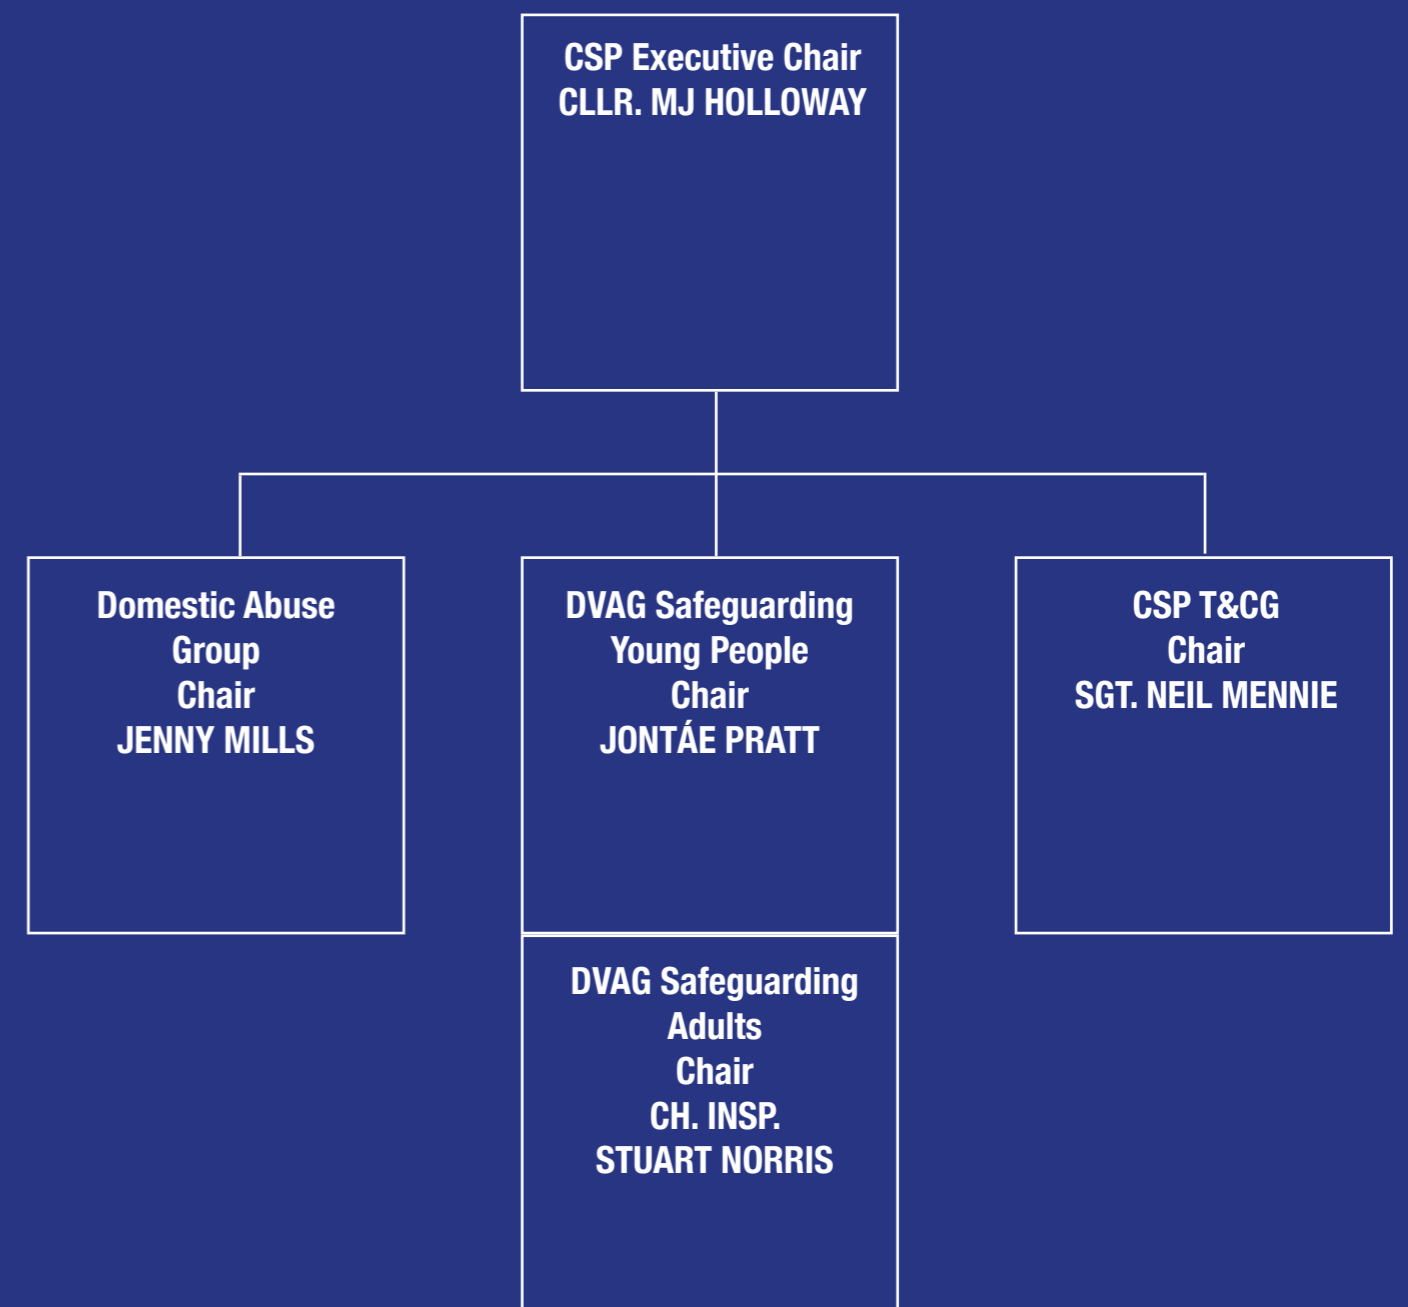 CSP Executive Chair
CLLR. MJ HOLLOWAY
Domestic Abuse
Group
Chair
JENNY MILLS
DVAG Safeguarding
Young People
Chair
JONTÁE PRATT
CSP T&CG
Chair
SGT. NEIL MENNIE
DVAG Safeguarding
Adults
Chair
CH. INSP.
STUART NORRIS